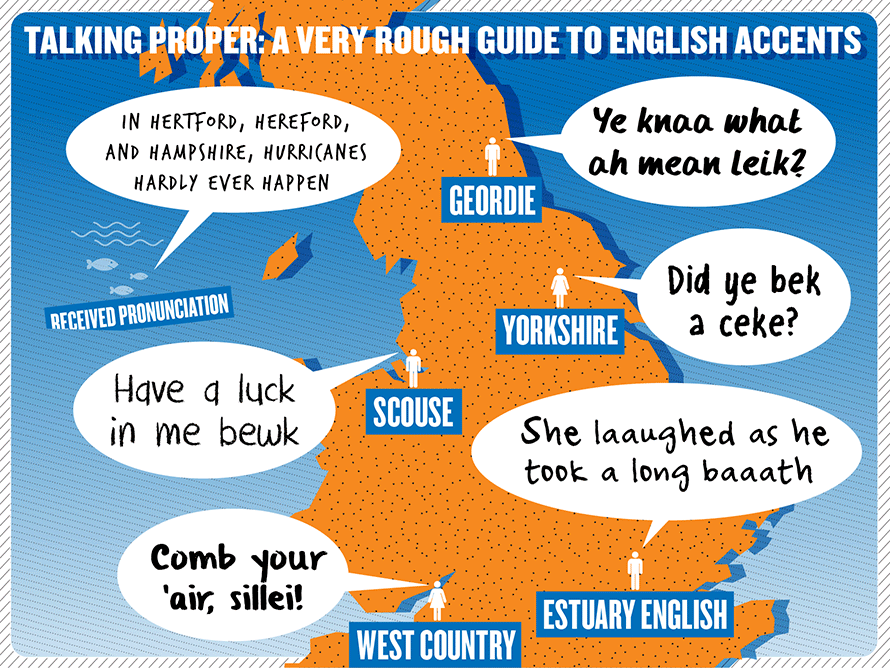 TALKING PROPER: A VERY ROUGH GUIDE TO ENGLISH ACCENTS
IN HERTFORD, HEREFORD,
AND HAMPSHIRE, HURRICANES
HARDLY EVER HAPPEN
RECEIVED PRONUNCIATION
Ye knaa what
ah mean leik?
GEORDIE
Did ye bek
a ceke?
YORKSHIRE
Have a luck
in me bewk
SCOUSE
She laaughed as he
took a long baaath
ESTUARY ENGLISH
Comb your
'air, sillei!
WEST COUNTRY